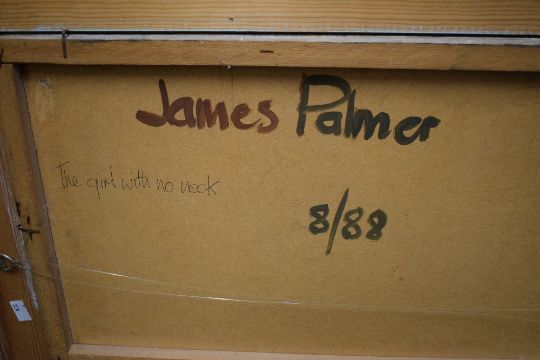 James Palmer
The girl with no neck
8/88